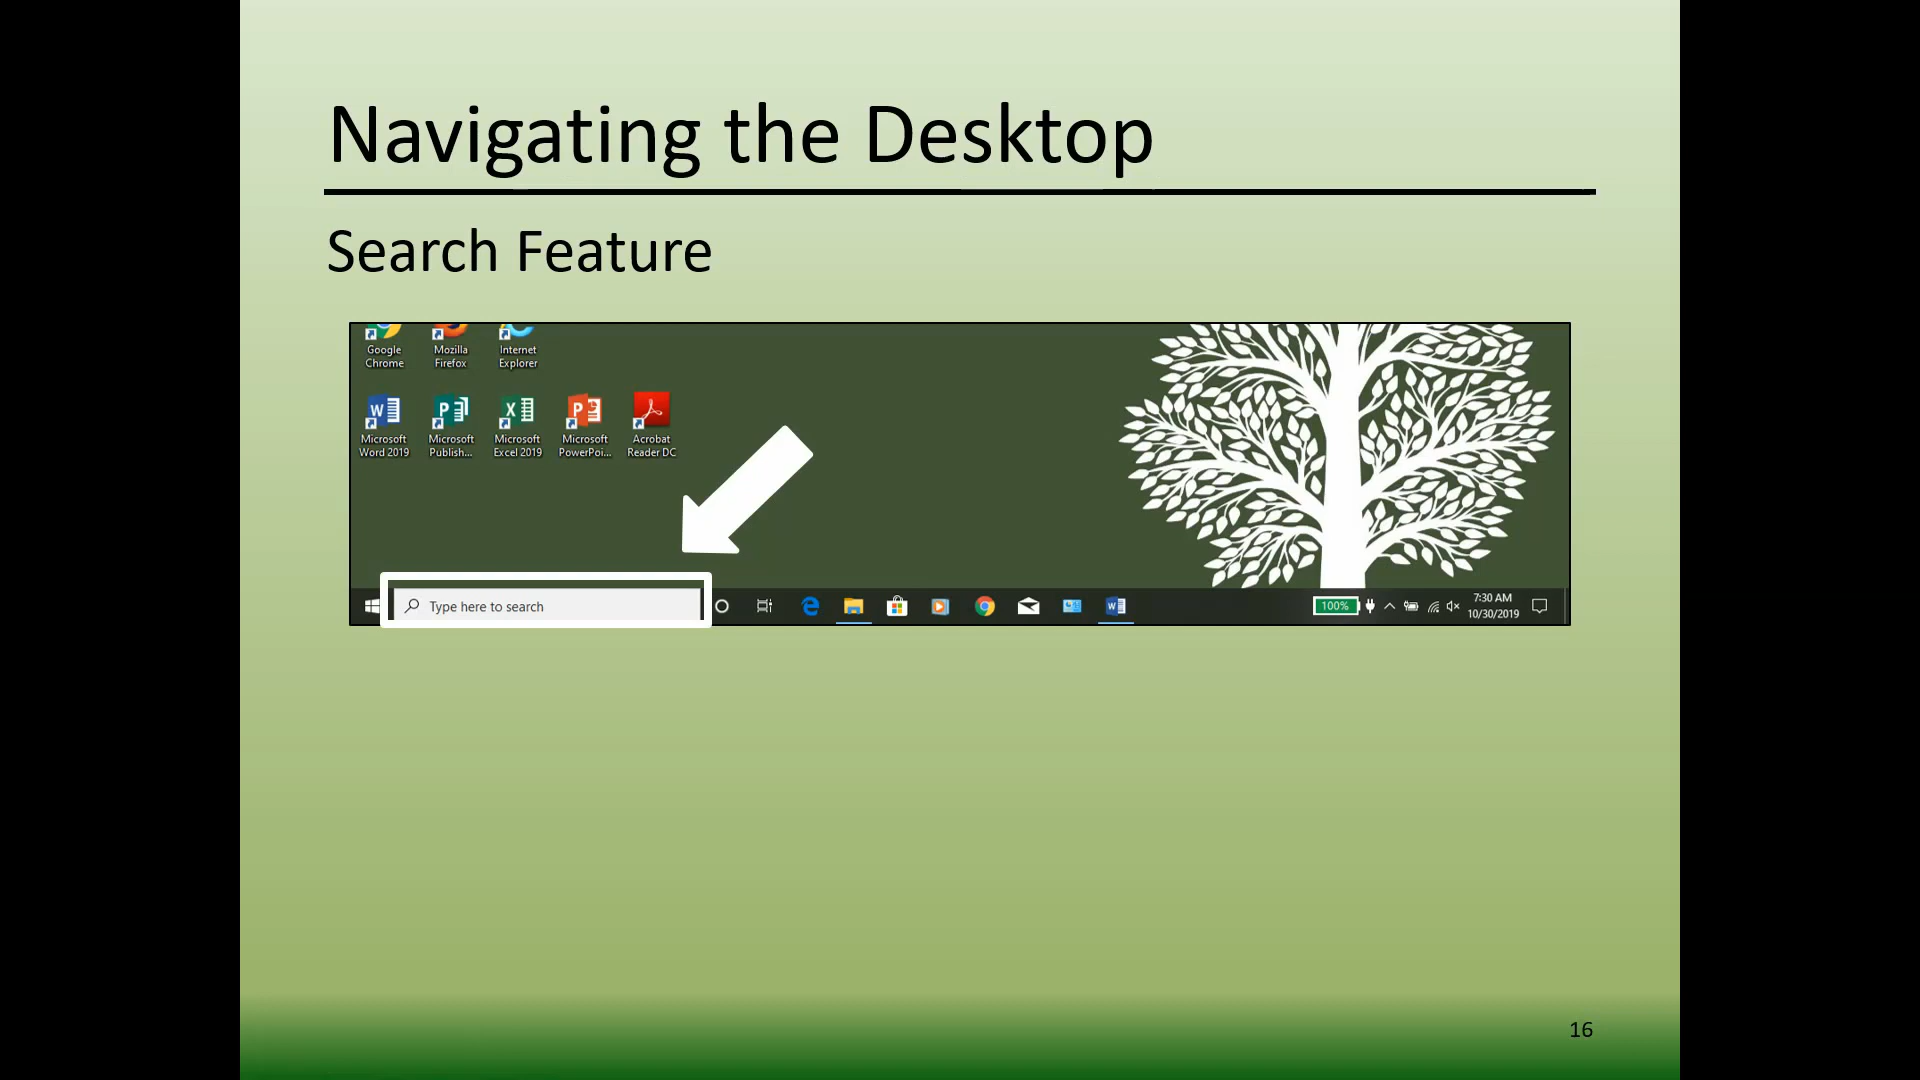 Navigating the Desktop
Search Feature
Google Chrome
Mozilla Firefox
Internet Explorer
Microsoft Word 2019
Microsoft Publish...
Microsoft Excel 2019
Microsoft PowerPoi...
Acrobat Reader DC
Type here to search
100%
7:30 AM
10/30/2019
16